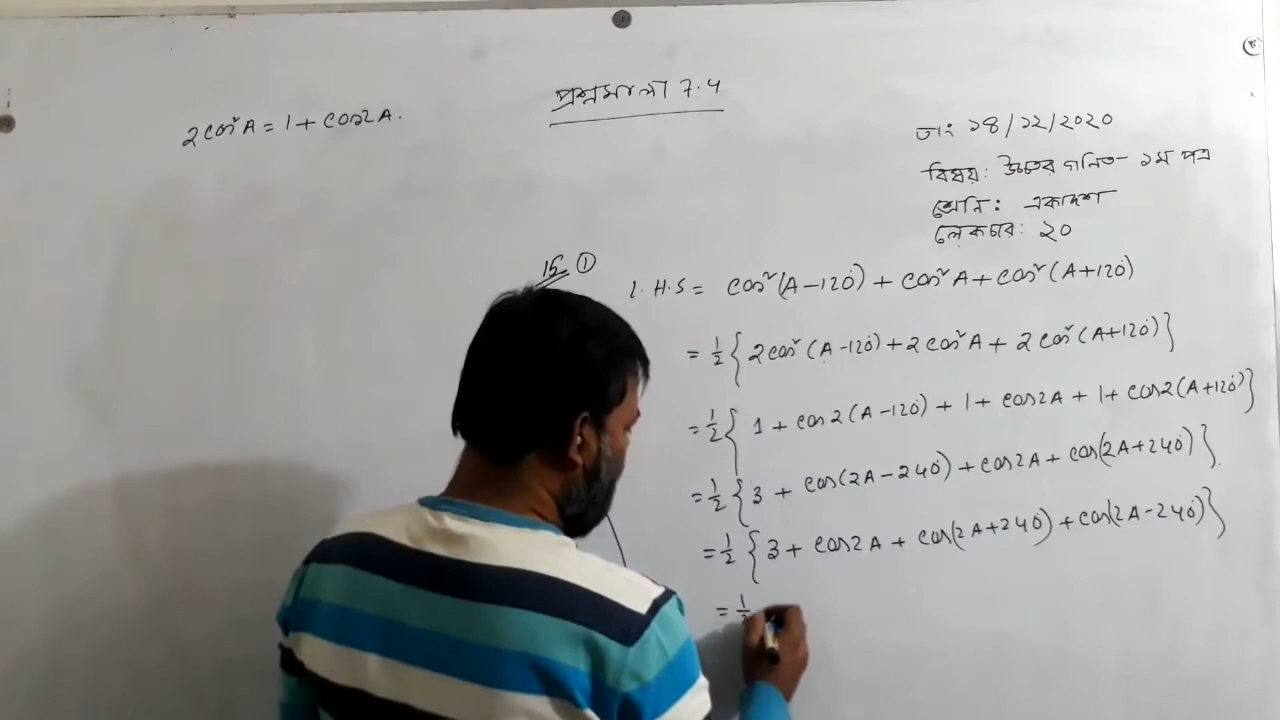 প্রশ্নমালা 7.4
2cos²A = 1 + cos2A.
তাং ১৪/১২/২০২০
বিষয়: উচ্চতর গনিত - ১ম পত্র
শ্রেনি: একাদশ
লেকচার: ২০
15. ①
L.H.S = cos²(A-120°) + cos²A + cos²(A+120°)
= 1/2 { 2cos²(A-120°) + 2cos²A + 2cos²(A+120°) }
= 1/2 { 1 + cos2(A-120°) + 1 + cos2A + 1 + cos2(A+120°) }
= 1/2 { 3 + cos(2A-240°) + cos2A + cos(2A+240°) }
= 1/2 { 3 + cos2A + cos(2A+240°) + cos(2A-240°) }
= 1/2